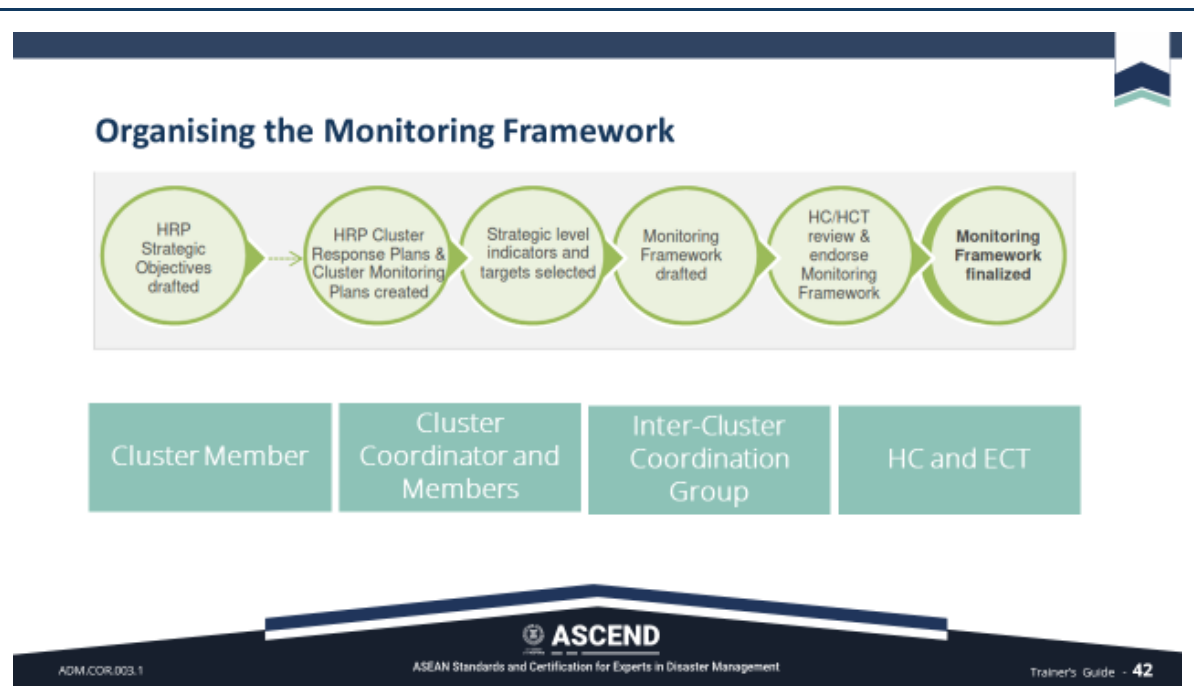 Organising the Monitoring Framework
HRP
Strategic
Objectives
drafted
HRP Cluster
Response Plans &
Cluster Monitoring
Plans created
Strategic level
indicators and
targets selected
Monitoring
Framework
drafted
HC/HCT
review &
endorse
Monitoring
Framework
Monitoring
Framework
finalized
Cluster Member
Cluster
Coordinator and
Members
Inter-Cluster
Coordination
Group
HC and ECT
ASCEND
ASEAN Standards and Certification for Experts in Disaster Management
ADM.COR.003.1
Trainer's Guide - 42